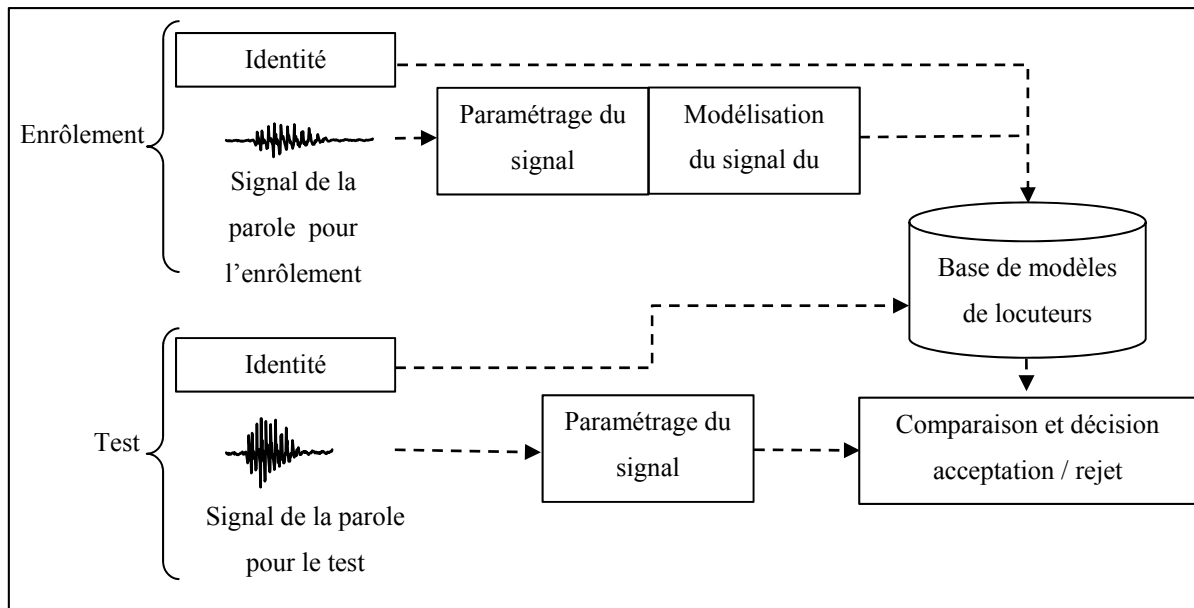 Enrôlement
Identité
Signal de la
parole pour
l’enrôlement
Paramétrage du
signal
Modélisation
du signal du
Base de modèles
de locuteurs
Test
Identité
Signal de la parole
pour le test
Paramétrage du
signal
Comparaison et décision
acceptation / rejet